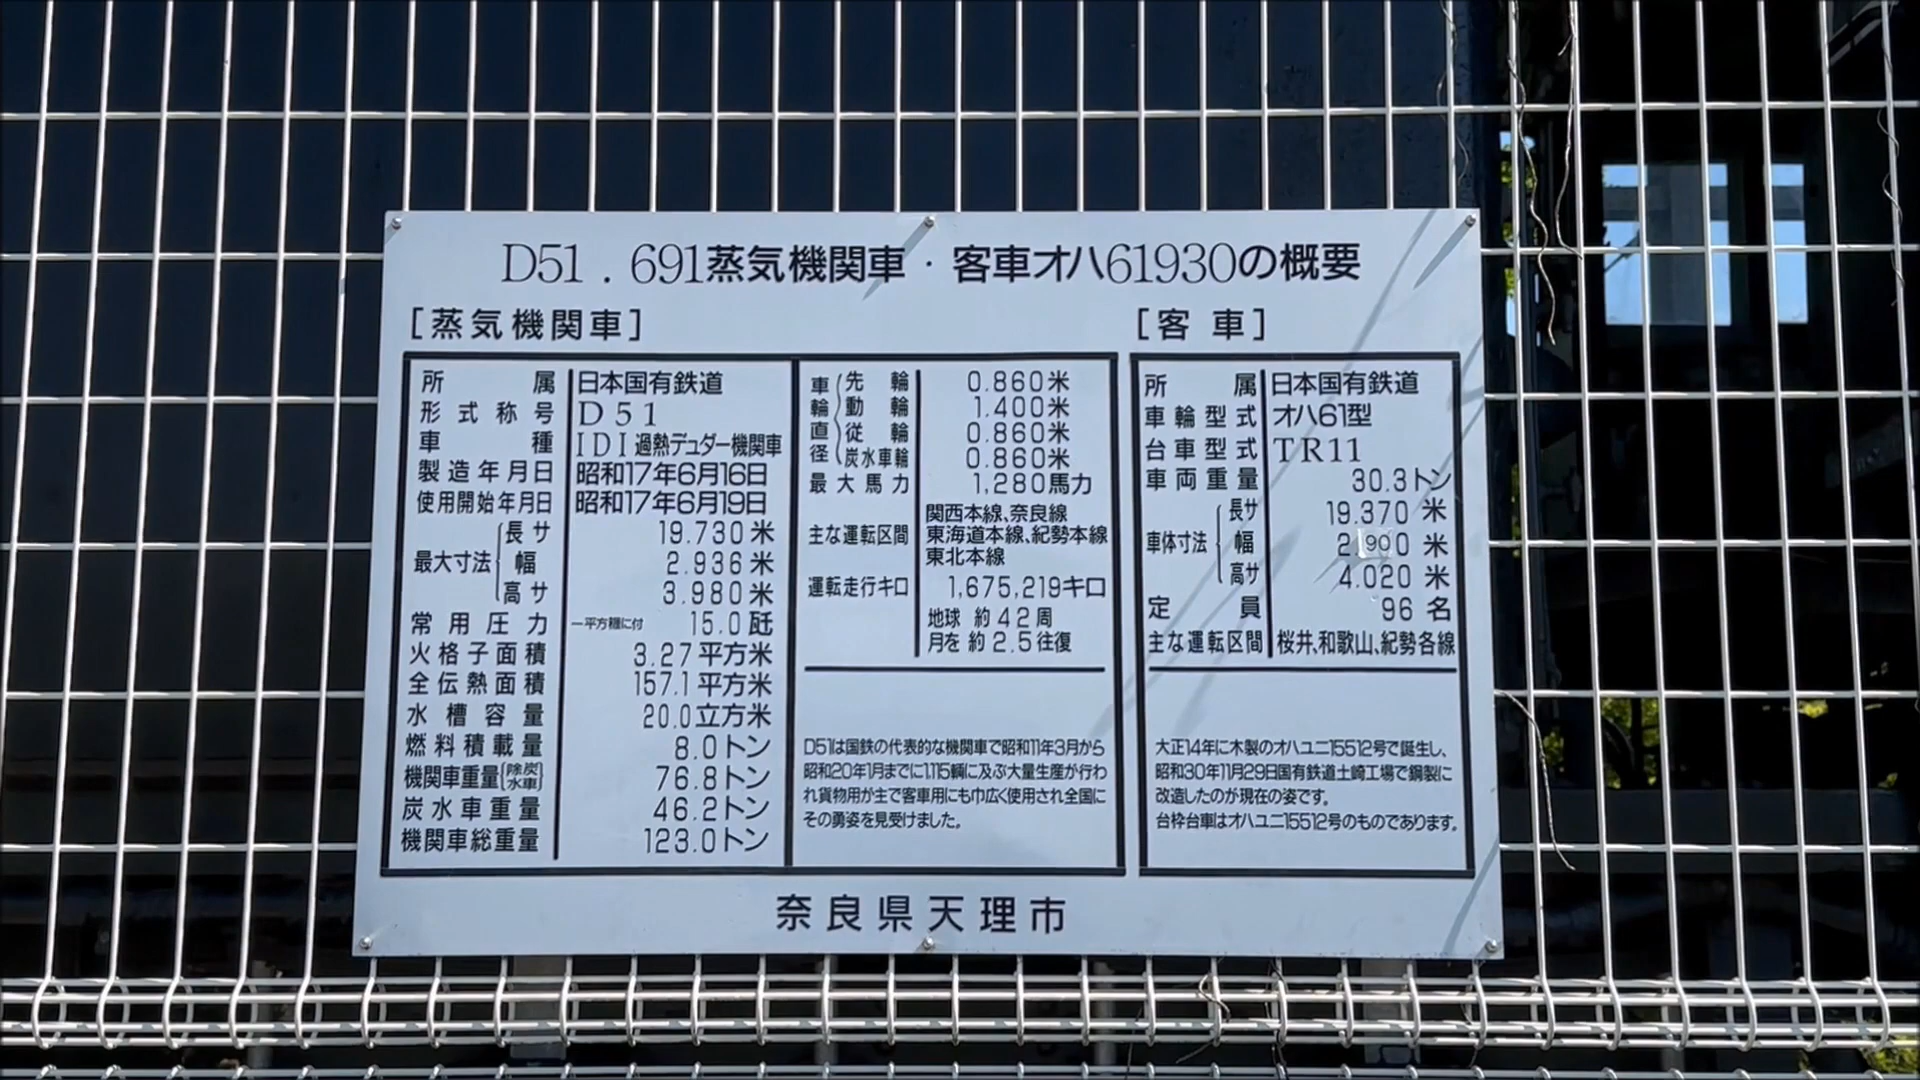 D51．691蒸気機関車・客車オハ61930の概要
［蒸気機関車］
所属 日本国有鉄道
形式称号 D51
車種 IDI過熱テュダー機関車
製造年月日 昭和17年6月16日
使用開始年月日 昭和17年6月19日
最大寸法 長サ 19.730米
幅 2.936米
高サ 3.980米
常用圧力 一平方糎に付 15.0瓩
火格子面積 3.27平方米
全伝熱面積 157.1平方米
水槽容量 20.0立方米
燃料積載量 8.0トン
機関車重量［除炭水車］ 76.8トン
炭水車重量 46.2トン
機関車総重量 123.0トン
車輪直径 先輪 0.860米
動輪 1.400米
従輪 0.860米
炭水車輪 0.860米
最大馬力 1,280馬力
主な運転区間 関西本線、奈良線
東海道本線、紀勢本線
東北本線
運転走行キロ 1,675,219キロ
地球 約42周
月を 約2.5往復
D51は国鉄の代表的な機関車で昭和11年3月から
昭和20年1月までに1,115輌に及ぶ大量生産が行わ
れ貨物用が主で客車用にも巾広く使用され全国に
その勇姿を見受けました。
［客車］
所属 日本国有鉄道
車輪型式 オハ61型
台車型式 TR11
車両重量 30.3トン
車体寸法 長サ 19.370米
幅 2.900米
高サ 4.020米
定員 96名
主な運転区間 桜井、和歌山、紀勢各線
大正14年に木製のオハユニ15512号で誕生し、
昭和30年11月29日国有鉄道土崎工場で鋼製に
改造したのが現在の姿です。
台枠台車はオハユニ15512号のものであります。
奈良県天理市